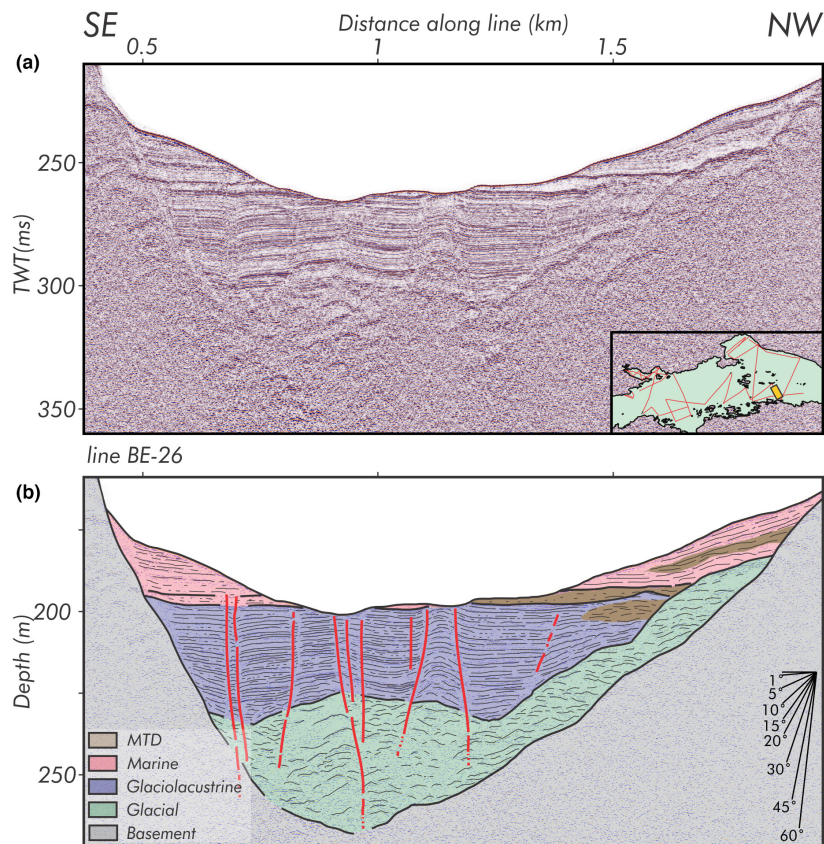 SE Distance along line (km) NW
0.5 1 1.5
(a)
250
300
350
TWT(ms)
line BE-26
(b)
200
250
Depth (m)
MTD
Marine
Glaciolacustrine
Glacial
Basement
1°
5°
10°
15°
20°
30°
45°
60°